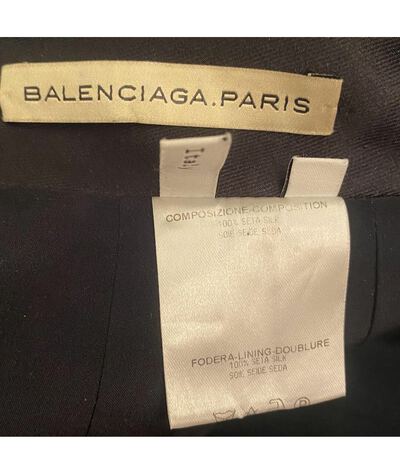 BALENCIAGA.PARIS
COMPOSIZIONE-COMPOSITION
100% SETA SILK
SOIE SEIDE SEDA
FODERA-LINING-DOUBLURE
100% SETA SILK
SOIE SEIDE SEDA